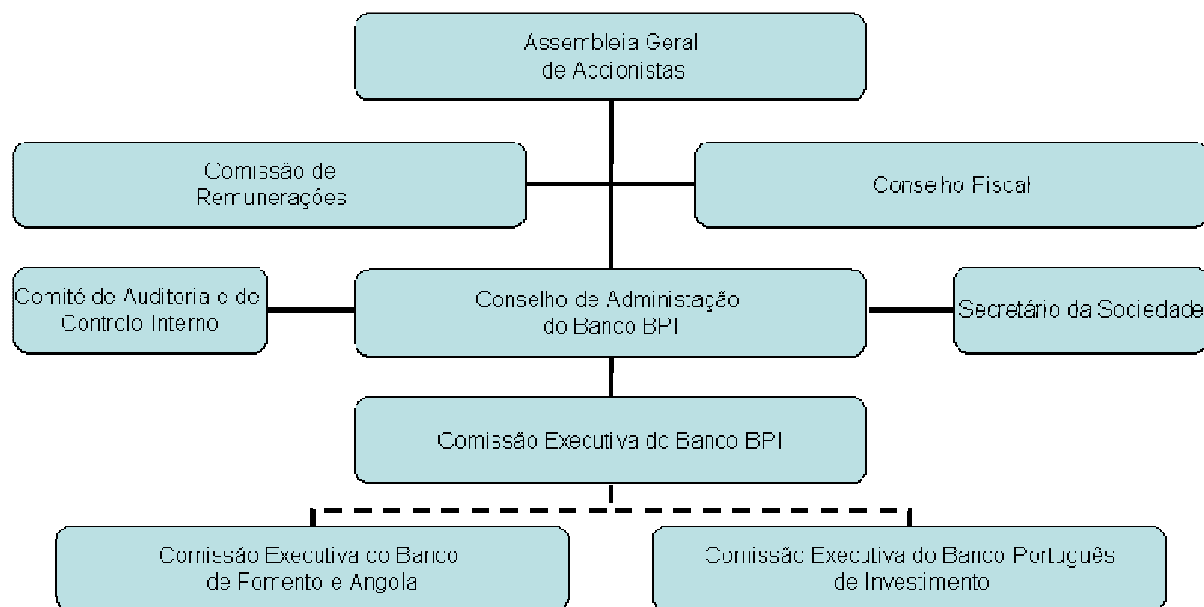 Assembleia Geral
de Accionistas
Comissão de
Remunerações
Conselho Fiscal
Comité de Auditoria e de
Controlo Interno
Conselho de Administação
do Banco BPI
Secretário da Sociedade
Comissão Executiva do Banco BPI
Comissão Executiva do Banco
de Fomento e Angola
Comissão Executiva do Banco Português
de Investimento